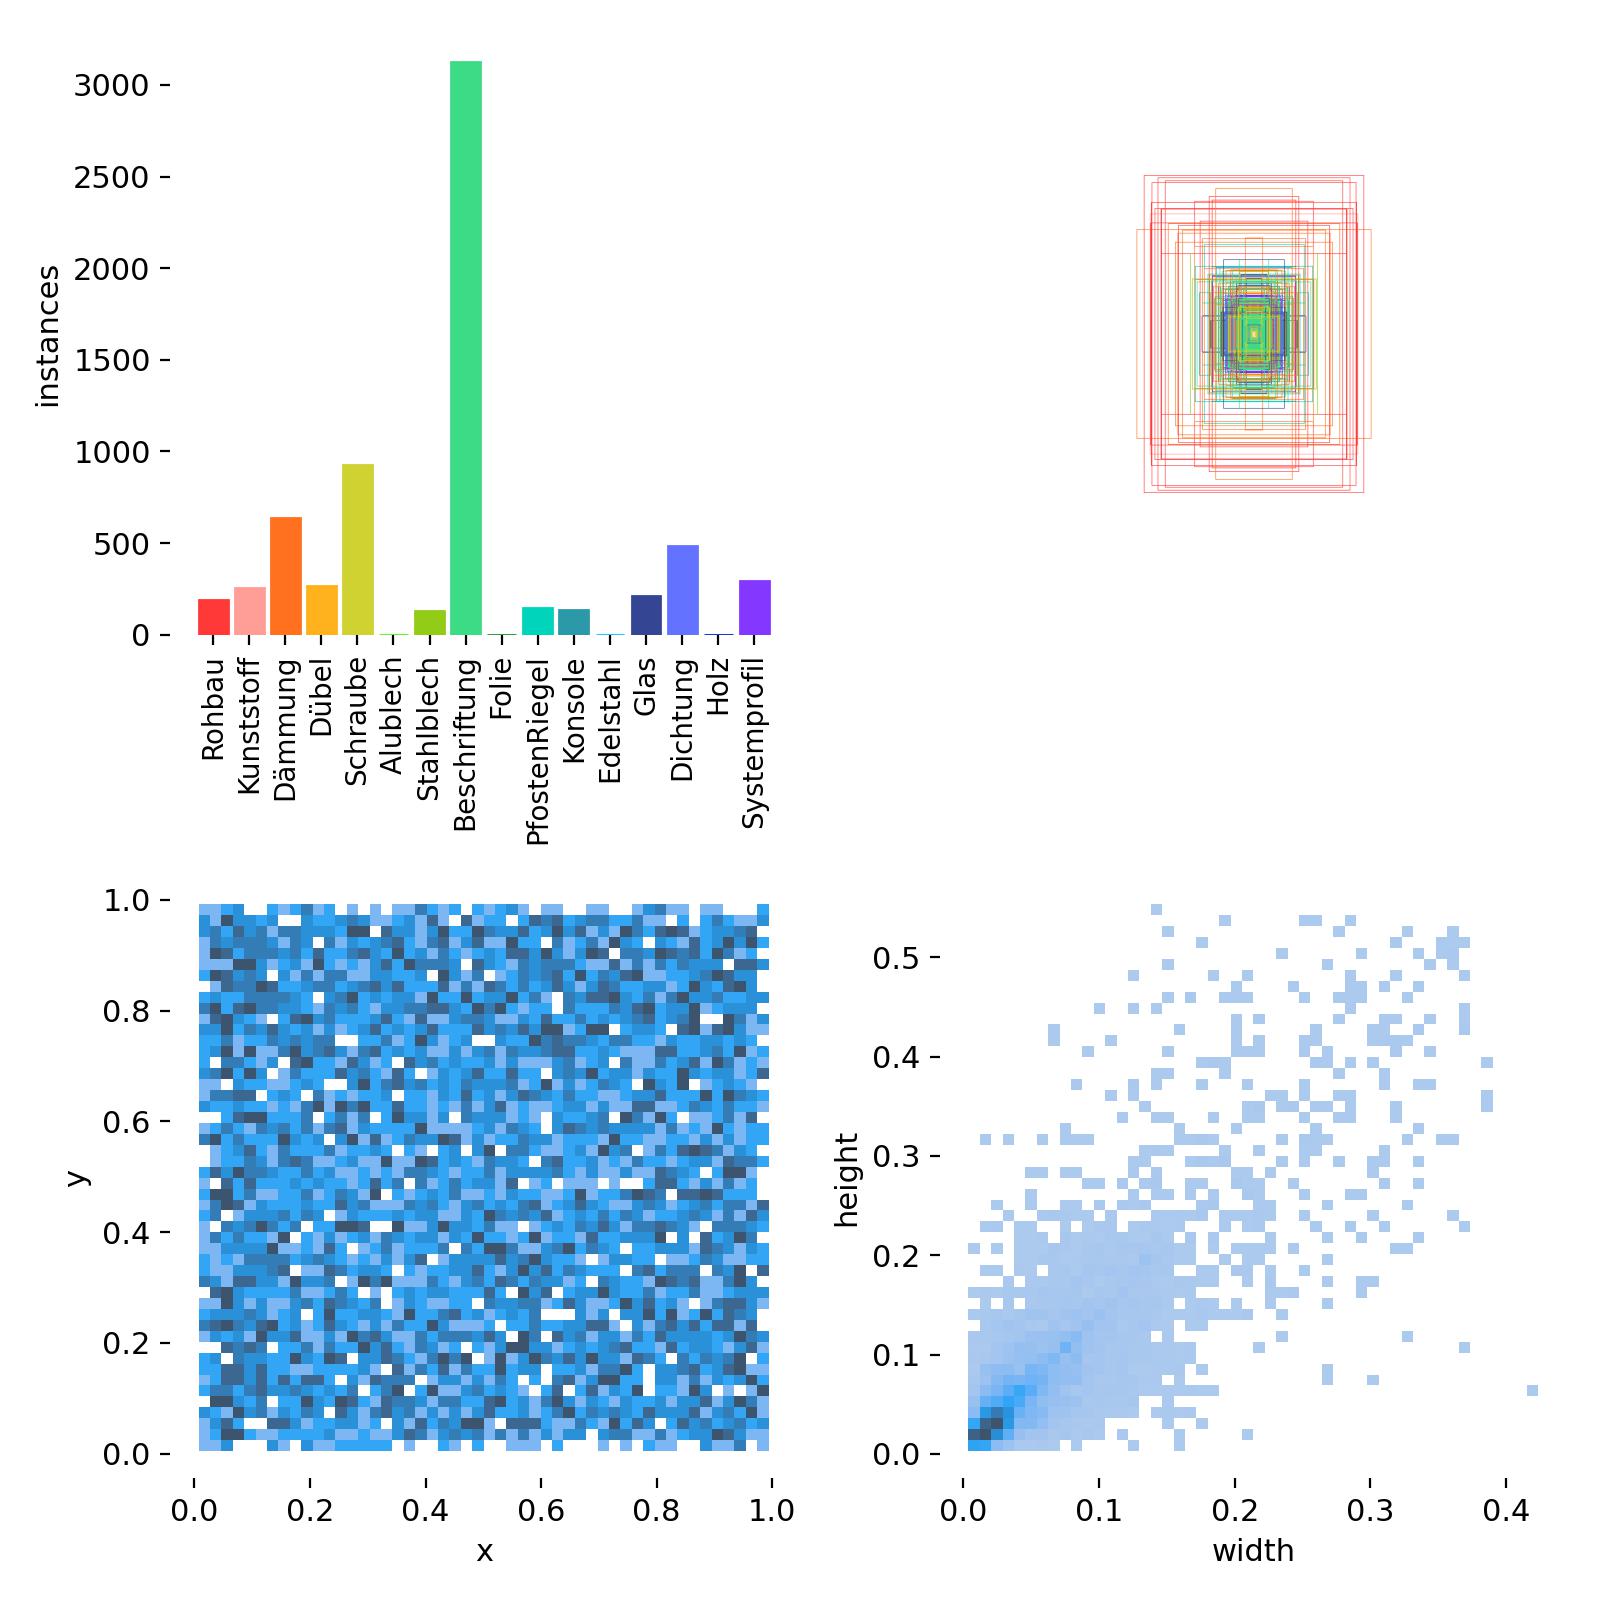 3000
2500
2000
1500
1000
500
0
instances
Rohbau
Kunststoff
Dämmung
Dübel
Schraube
Alublech
Stahlblech
Beschriftung
Folie
PfostenRiegel
Konsole
Edelstahl
Glas
Dichtung
Holz
Systemprofil
1.0
0.8
0.6
0.4
0.2
0.0
y
0.0 0.2 0.4 0.6 0.8 1.0
x
0.5
0.4
0.3
0.2
0.1
0.0
height
0.0 0.1 0.2 0.3 0.4
width